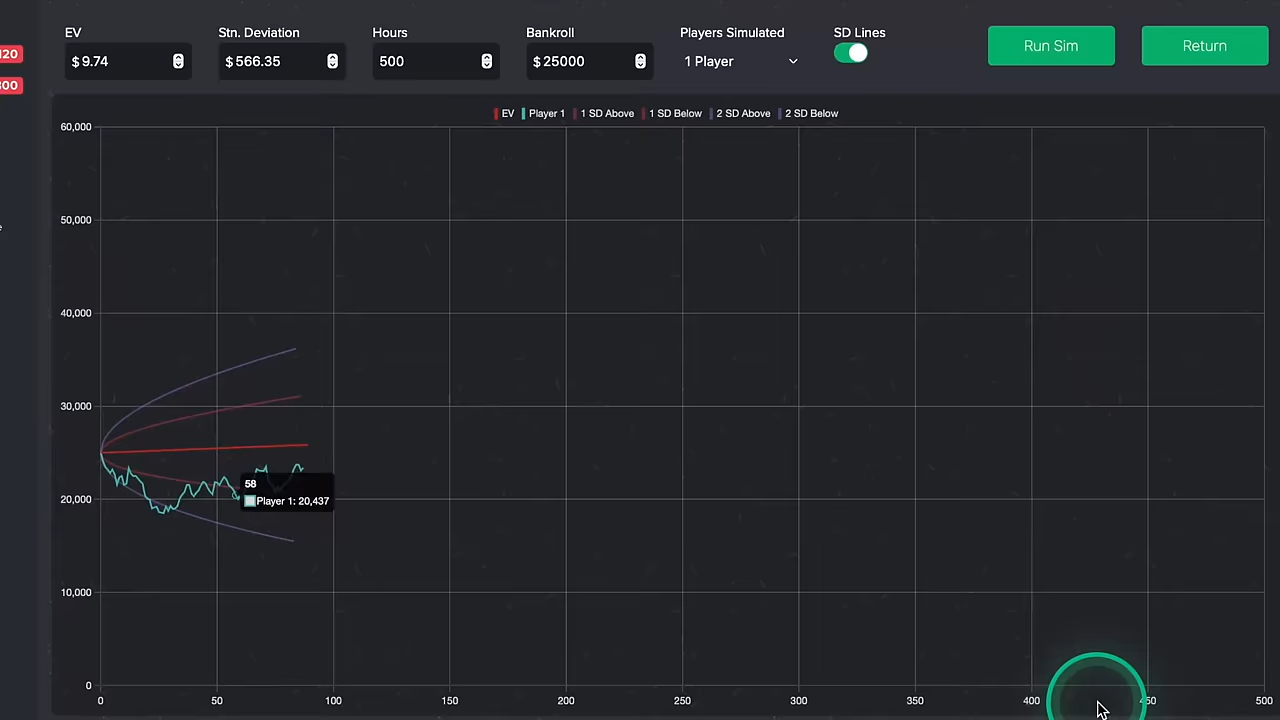 EV
Stn. Deviation
Hours
Bankroll
Players Simulated
SD Lines
$ 9.74
$ 566.35
500
$ 25000
1 Player
Run Sim
Return
EV
Player 1
1 SD Above
1 SD Below
2 SD Above
2 SD Below
60,000
50,000
40,000
30,000
20,000
10,000
0
58
Player 1: 20,437
0
50
100
150
200
250
300
350
400
450
500